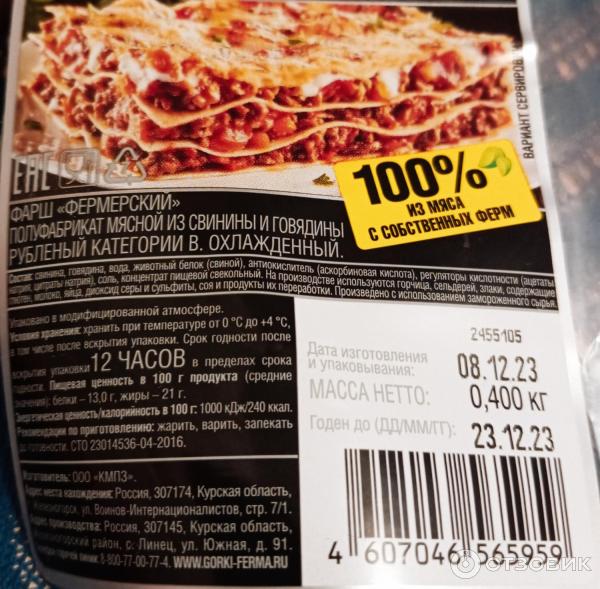 ВАРИАНТ СЕРВИРОВ
EAC
100%
ИЗ МЯСА
С СОБСТВЕННЫХ ФЕРМ
ФАРШ «ФЕРМЕРСКИЙ»
ПОЛУФАБРИКАТ МЯСНОЙ ИЗ СВИНИНЫ И ГОВЯДИНЫ
РУБЛЕНЫЙ КАТЕГОРИИ В. ОХЛАЖДЕННЫЙ.
Состав: свинина, говядина, вода, животный белок (свиной), антиокислитель (аскорбиновая кислота), регуляторы кислотности (ацетаты
натрия, цитраты натрия), соль, концентрат пищевой свекольный. На производстве используются горчица, сельдерей, злаки, содержащие
глютен, молоко, яйца, диоксид серы и сульфиты, соя и продукты их переработки. Произведено с использованием замороженного сырья.
Упаковано в модифицированной атмосфере.
Условия хранения: хранить при температуре от 0 °С до +4 °С,
в том числе после вскрытия упаковки. Срок годности после
вскрытия упаковки 12 ЧАСОВ в пределах срока
годности. Пищевая ценность в 100 г продукта (средние
значения): белки – 13,0 г, жиры – 21 г.
Энергетическая ценность/калорийность в 100 г: 1000 кДж/240 ккал.
Рекомендации по приготовлению: жарить, варить, запекать
до готовности. СТО 23014536-04-2016.
Изготовитель: ООО «КМПЗ».
Адрес места нахождения: Россия, 307174, Курская область,
Железногорск, ул. Воинов-Интернационалистов, стр. 7/1.
Адрес производства: Россия, 307145, Курская область,
Железногорский район, с. Линец, ул. Южная, д. 91.
горячей линии: 8-800-77-00-77-4. WWW.GORKI-FERMA.RU
2455105
Дата изготовления
и упаковывания: 08.12.23
МАССА НЕТТО: 0,400 КГ
Годен до (ДД/ММ/ГГ): 23.12.23
4 607046 565959
ОТЗОВИК